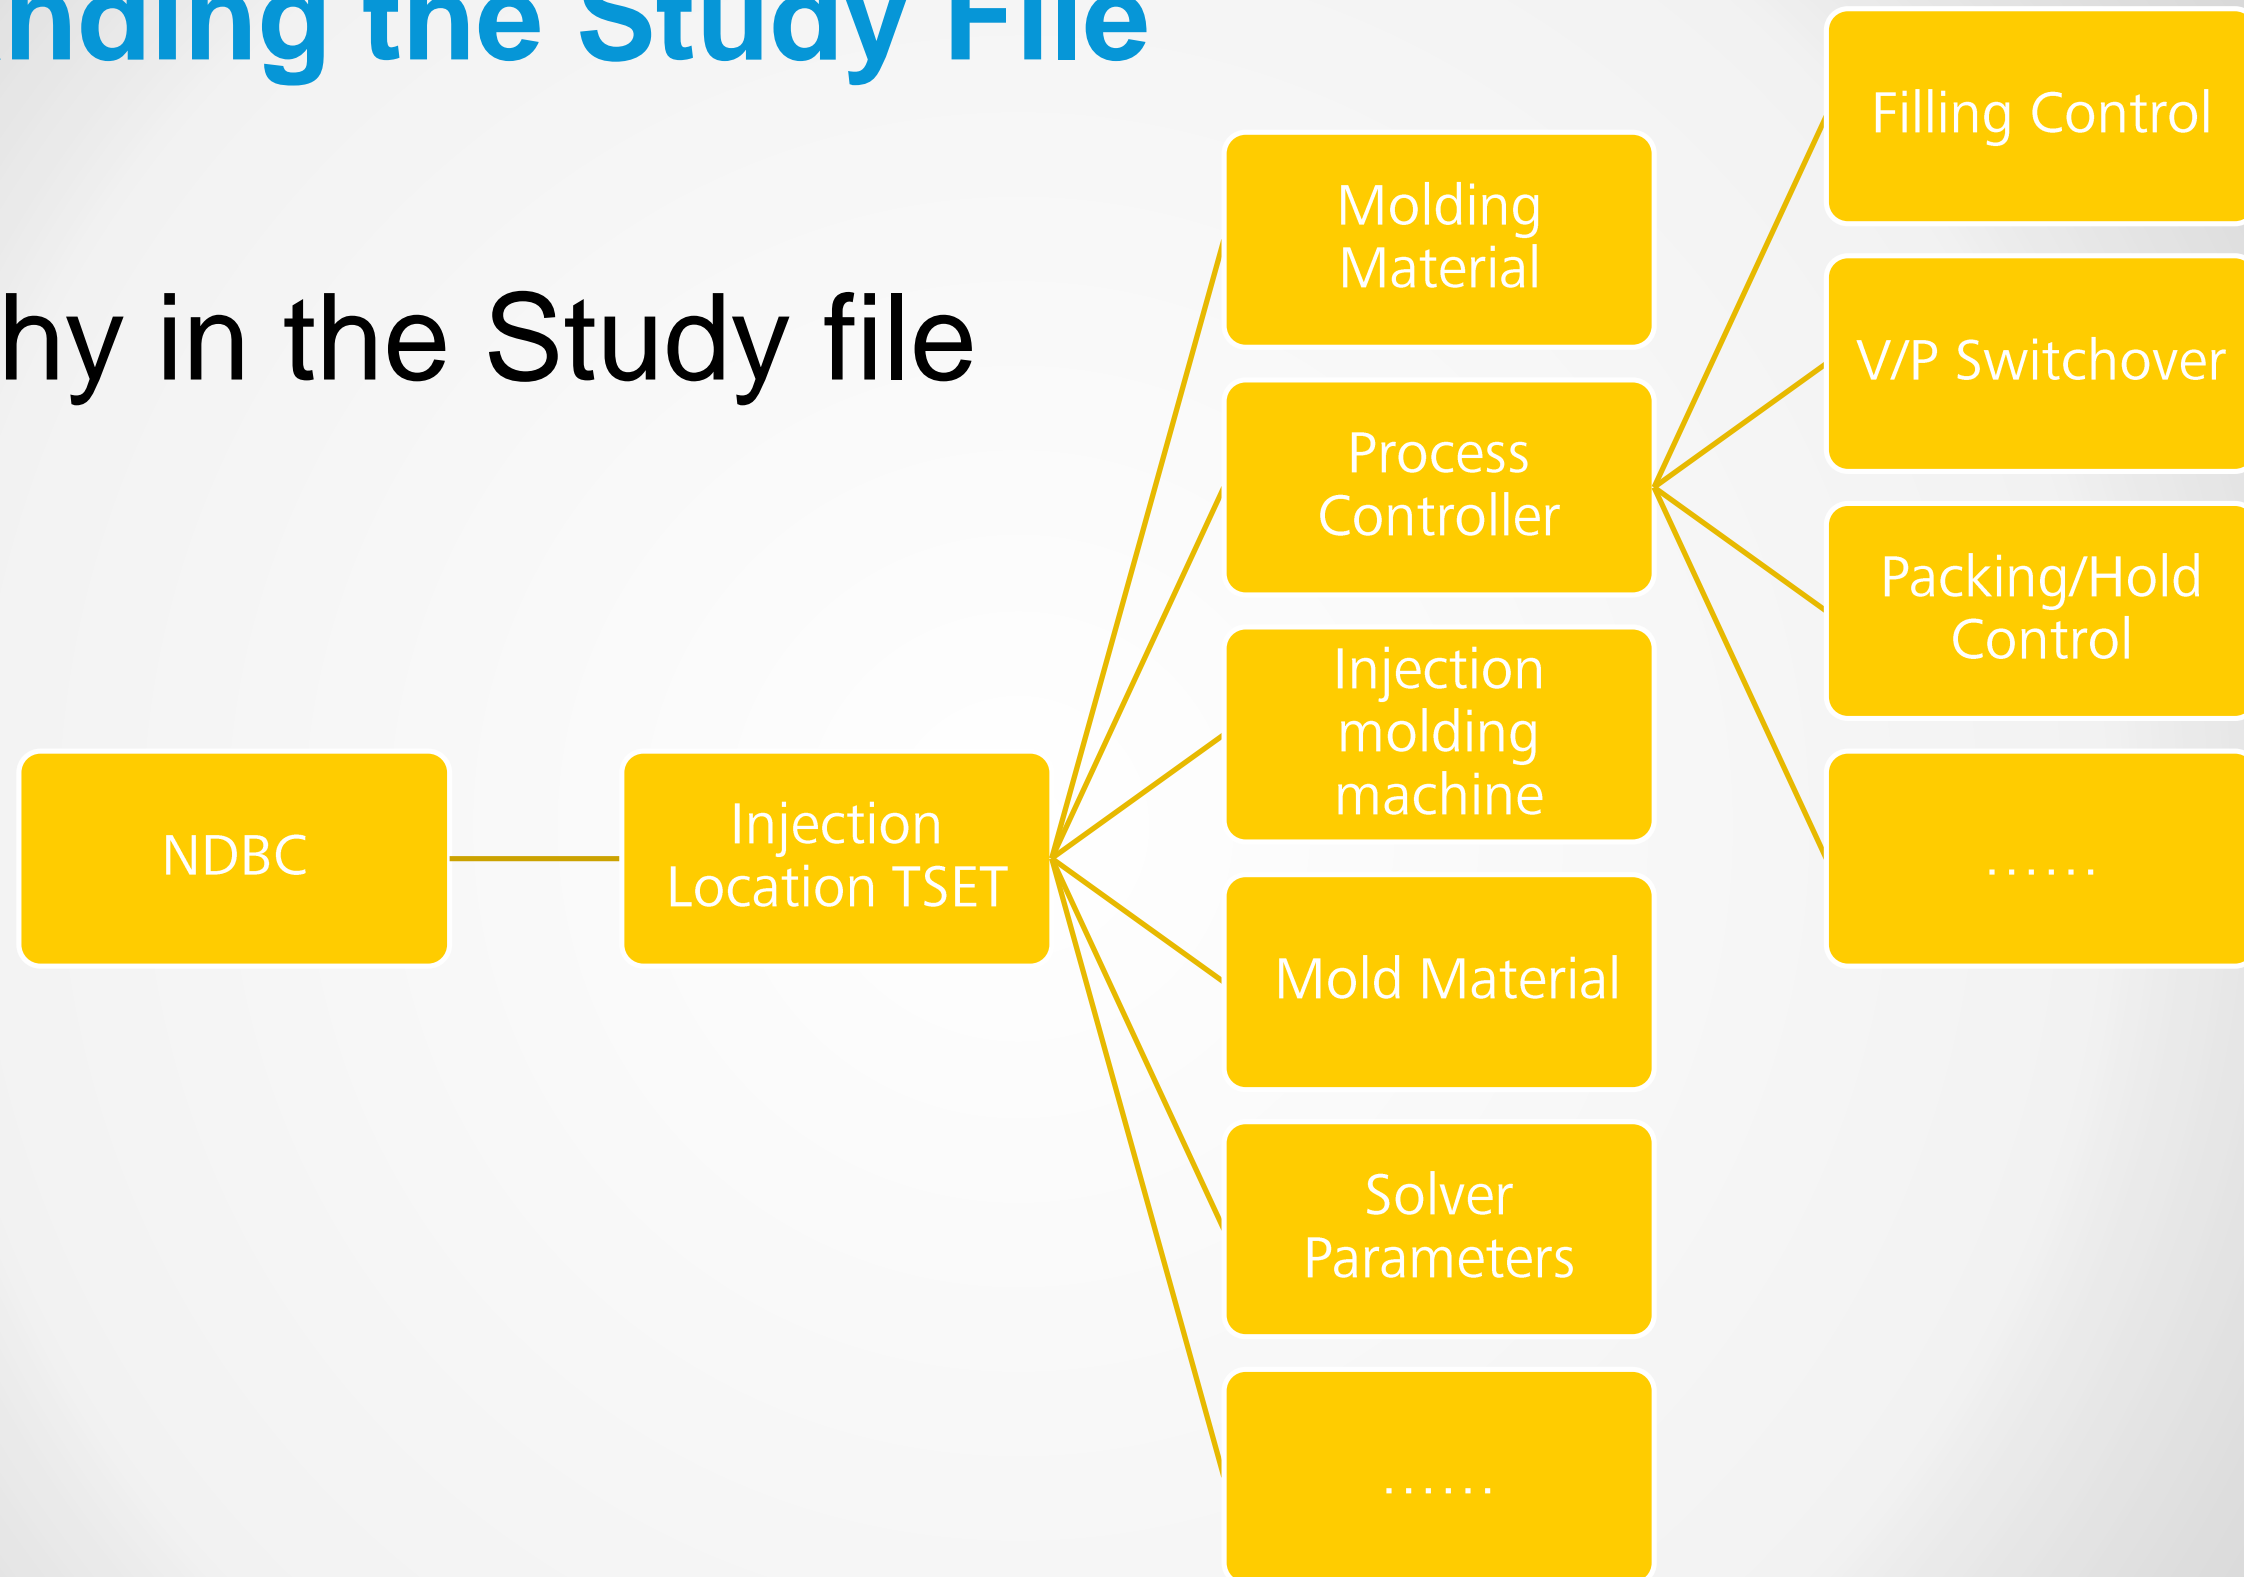 nding the Study File
hy in the Study file
NDBC
Injection
Location TSET
Molding
Material
Process
Controller
Injection
molding
machine
Mold Material
Solver
Parameters
......
Filling Control
V/P Switchover
Packing/Hold
Control
......